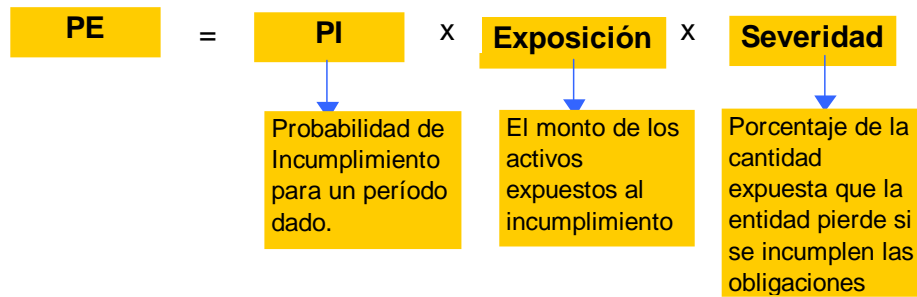 PE = PI x Exposición x Severidad
Probabilidad de
Incumplimiento
para un período
dado.
El monto de los
activos
expuestos al
incumplimiento
Porcentaje de la
cantidad
expuesta que la
entidad pierde si
se incumplen las
obligaciones